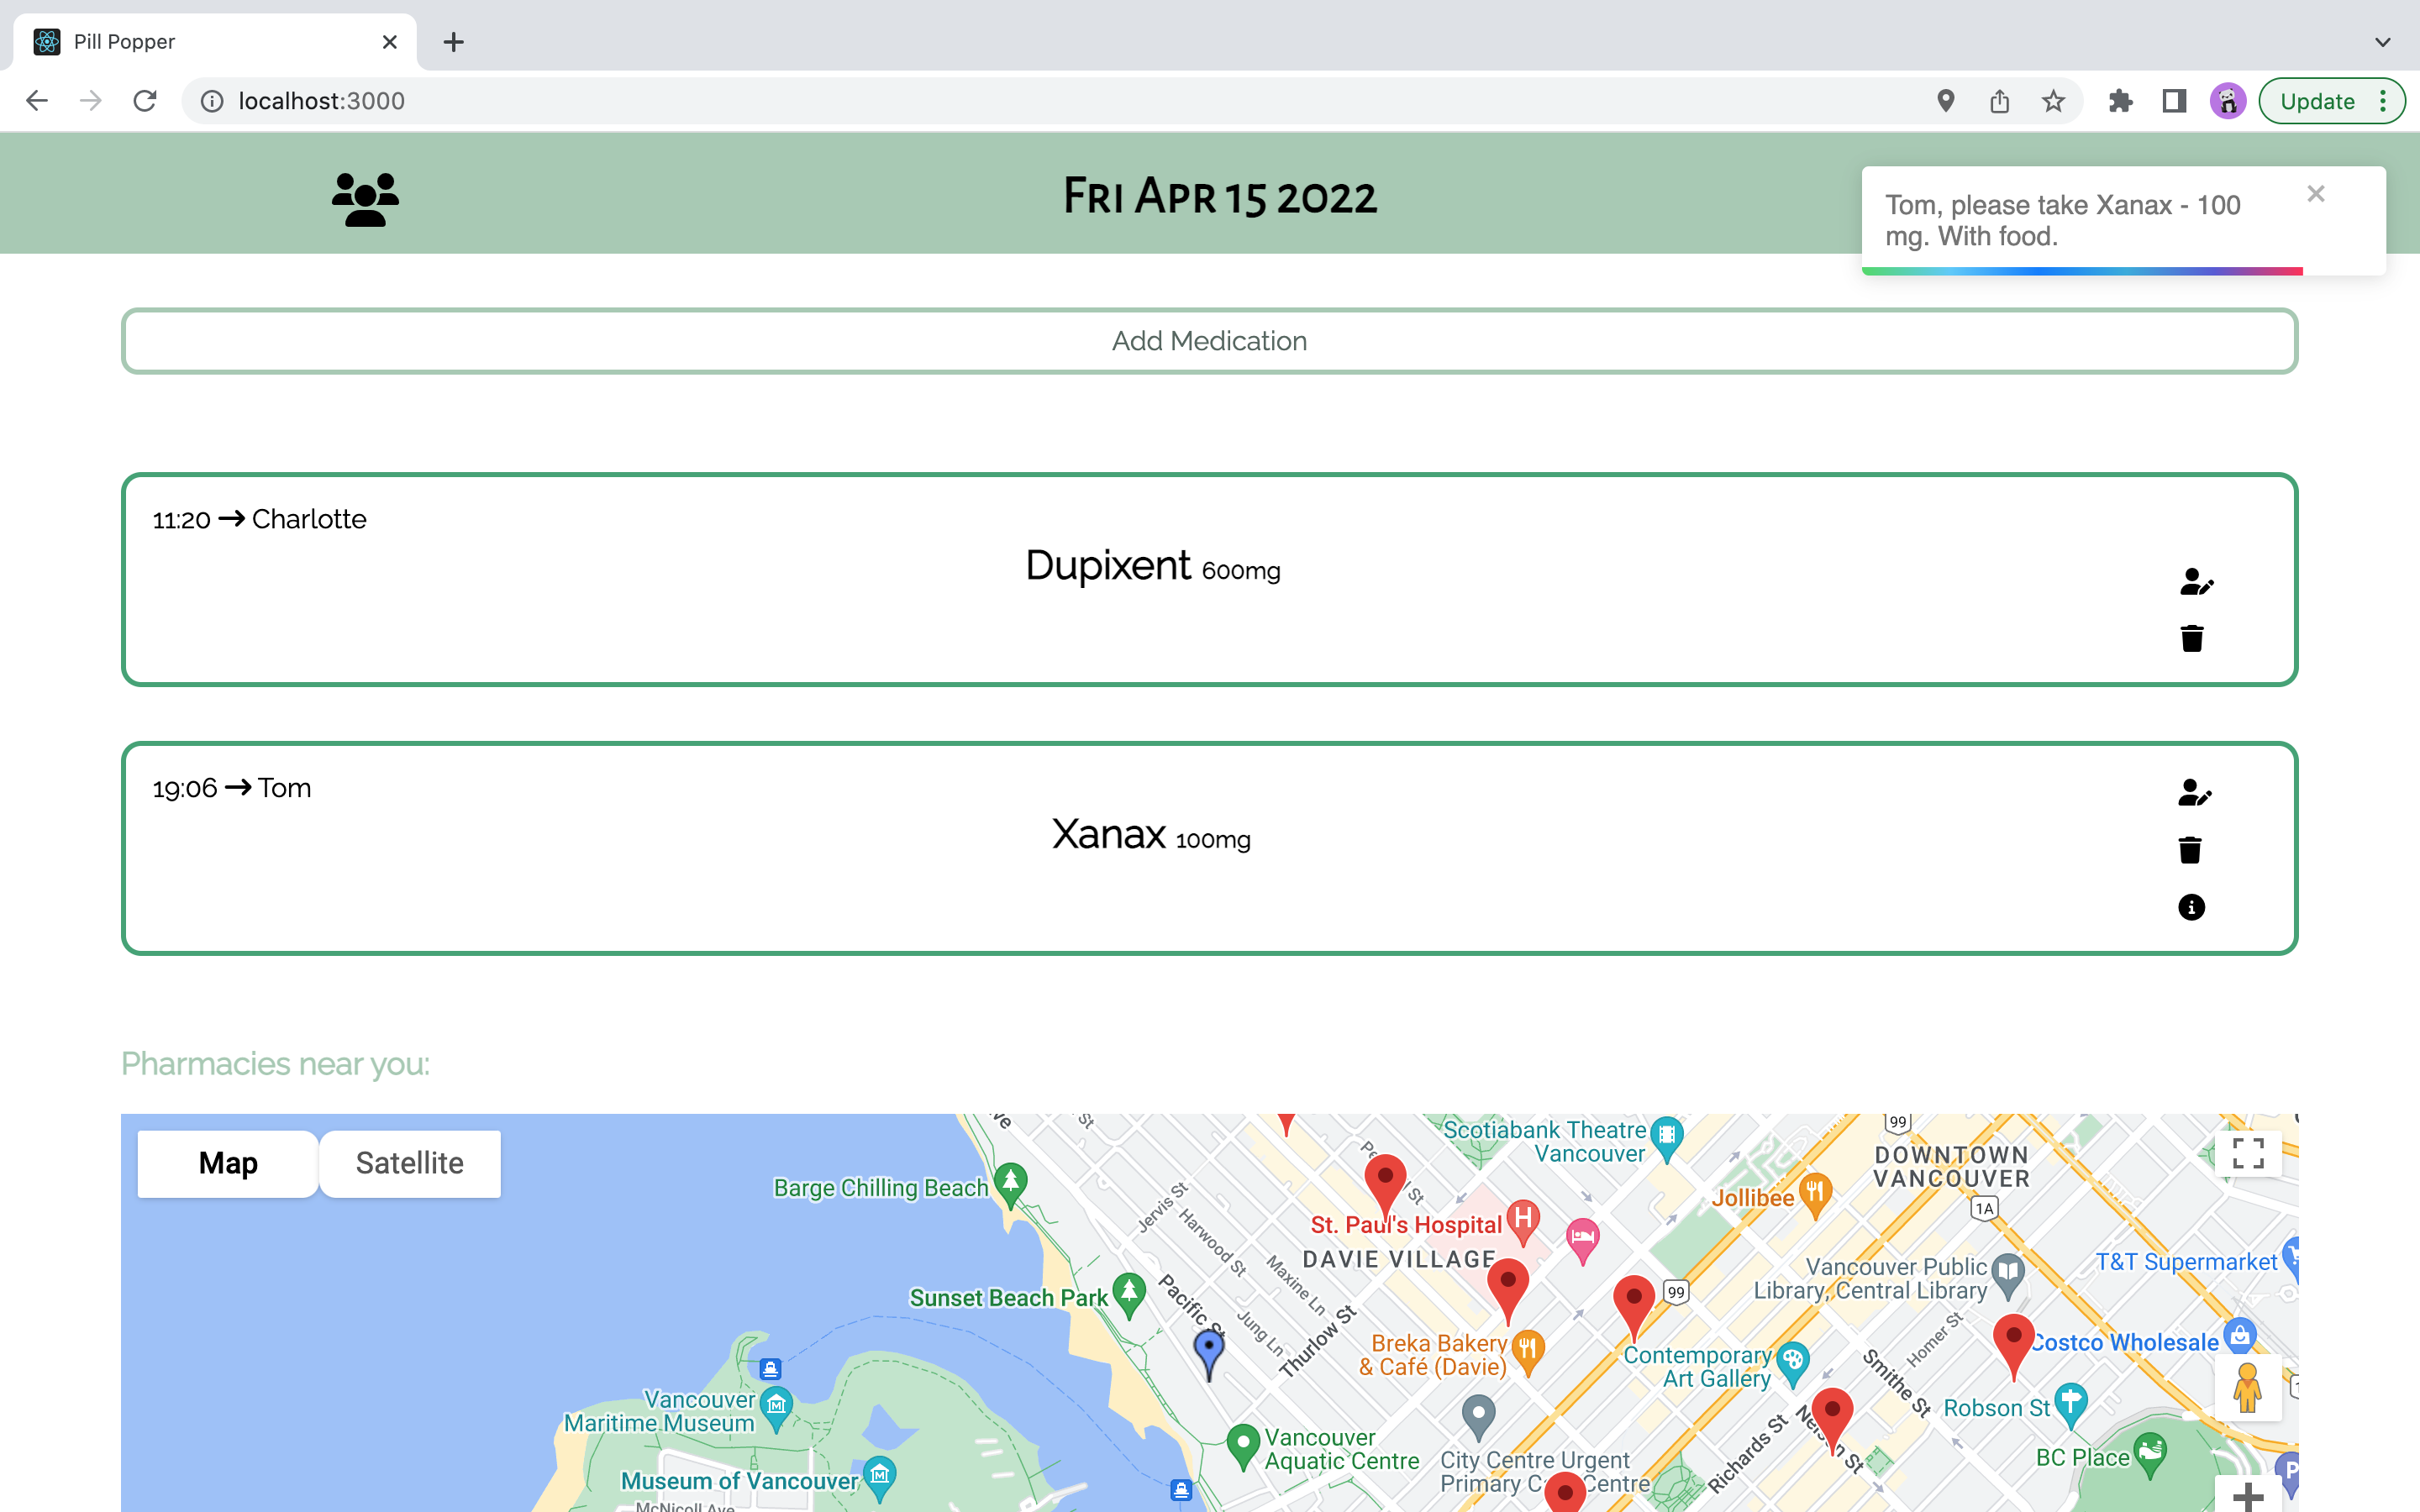 Pill Popper
localhost:3000
Update
Fri Apr 15 2022
Tom, please take Xanax - 100
mg. With food.
Add Medication
11:20 → Charlotte
Dupixent 600mg
19:06 → Tom
Xanax 100mg
Pharmacies near you:
Map
Satellite
Scotiabank Theatre
Vancouver
99
DOWNTOWN
VANCOUVER
Barge Chilling Beach
Jervis St
Harwood St
St. Paul's Hospital
H
Jollibee
1A
DAVIE VILLAGE
Maxine Ln
Vancouver Public
Library, Central Library
T&T Supermarket
Sunset Beach Park
Pacific St
Jung Ln
Thurlow St
99
Homer St
Breka Bakery
& Café (Davie)
Contemporary
Art Gallery
Costco Wholesale
Smithe St
Vancouver
Maritime Museum
M
Robson St
Richards St
Nelson St
Vancouver
Aquatic Centre
City Centre Urgent
Primary Care Centre
BC Place
P
Museum of Vancouver
M
McNicoll Ave